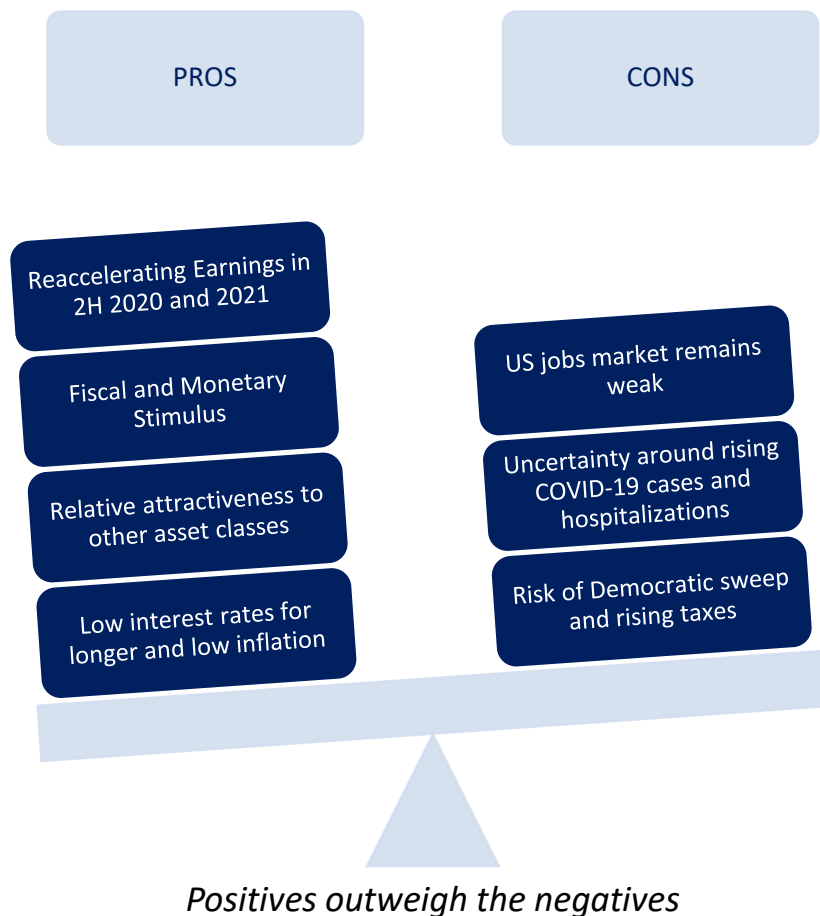 PROS
CONS
Reaccelerating Earnings in
2H 2020 and 2021
Fiscal and Monetary
Stimulus
Relative attractiveness to
other asset classes
Low interest rates for
longer and low inflation
US jobs market remains
weak
Uncertainty around rising
COVID-19 cases and
hospitalizations
Risk of Democratic sweep
and rising taxes
Positives outweigh the negatives